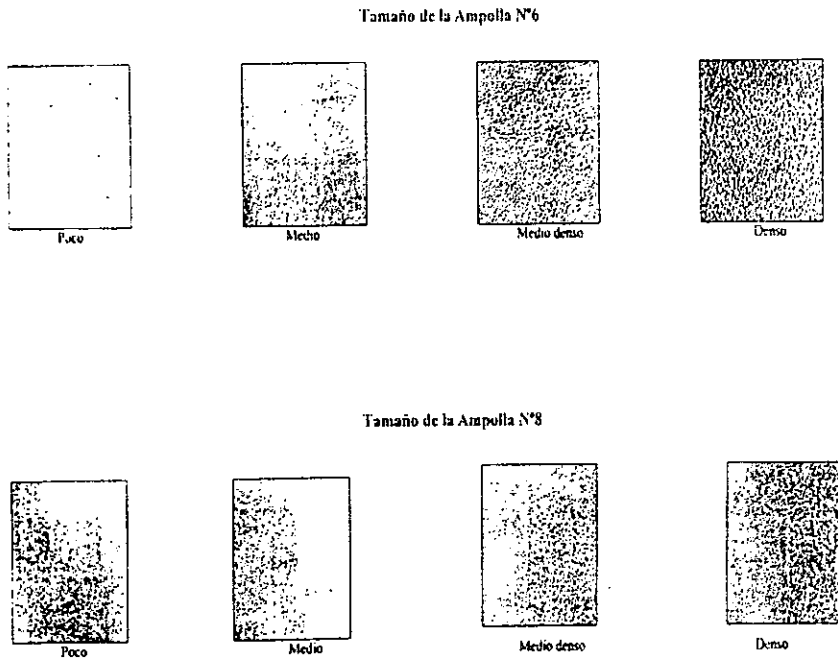 Tamaño de la Ampolla N°6
Poco Medio Medio denso Denso
Tamaño de la Ampolla N°8
Poco Medio Medio denso Denso